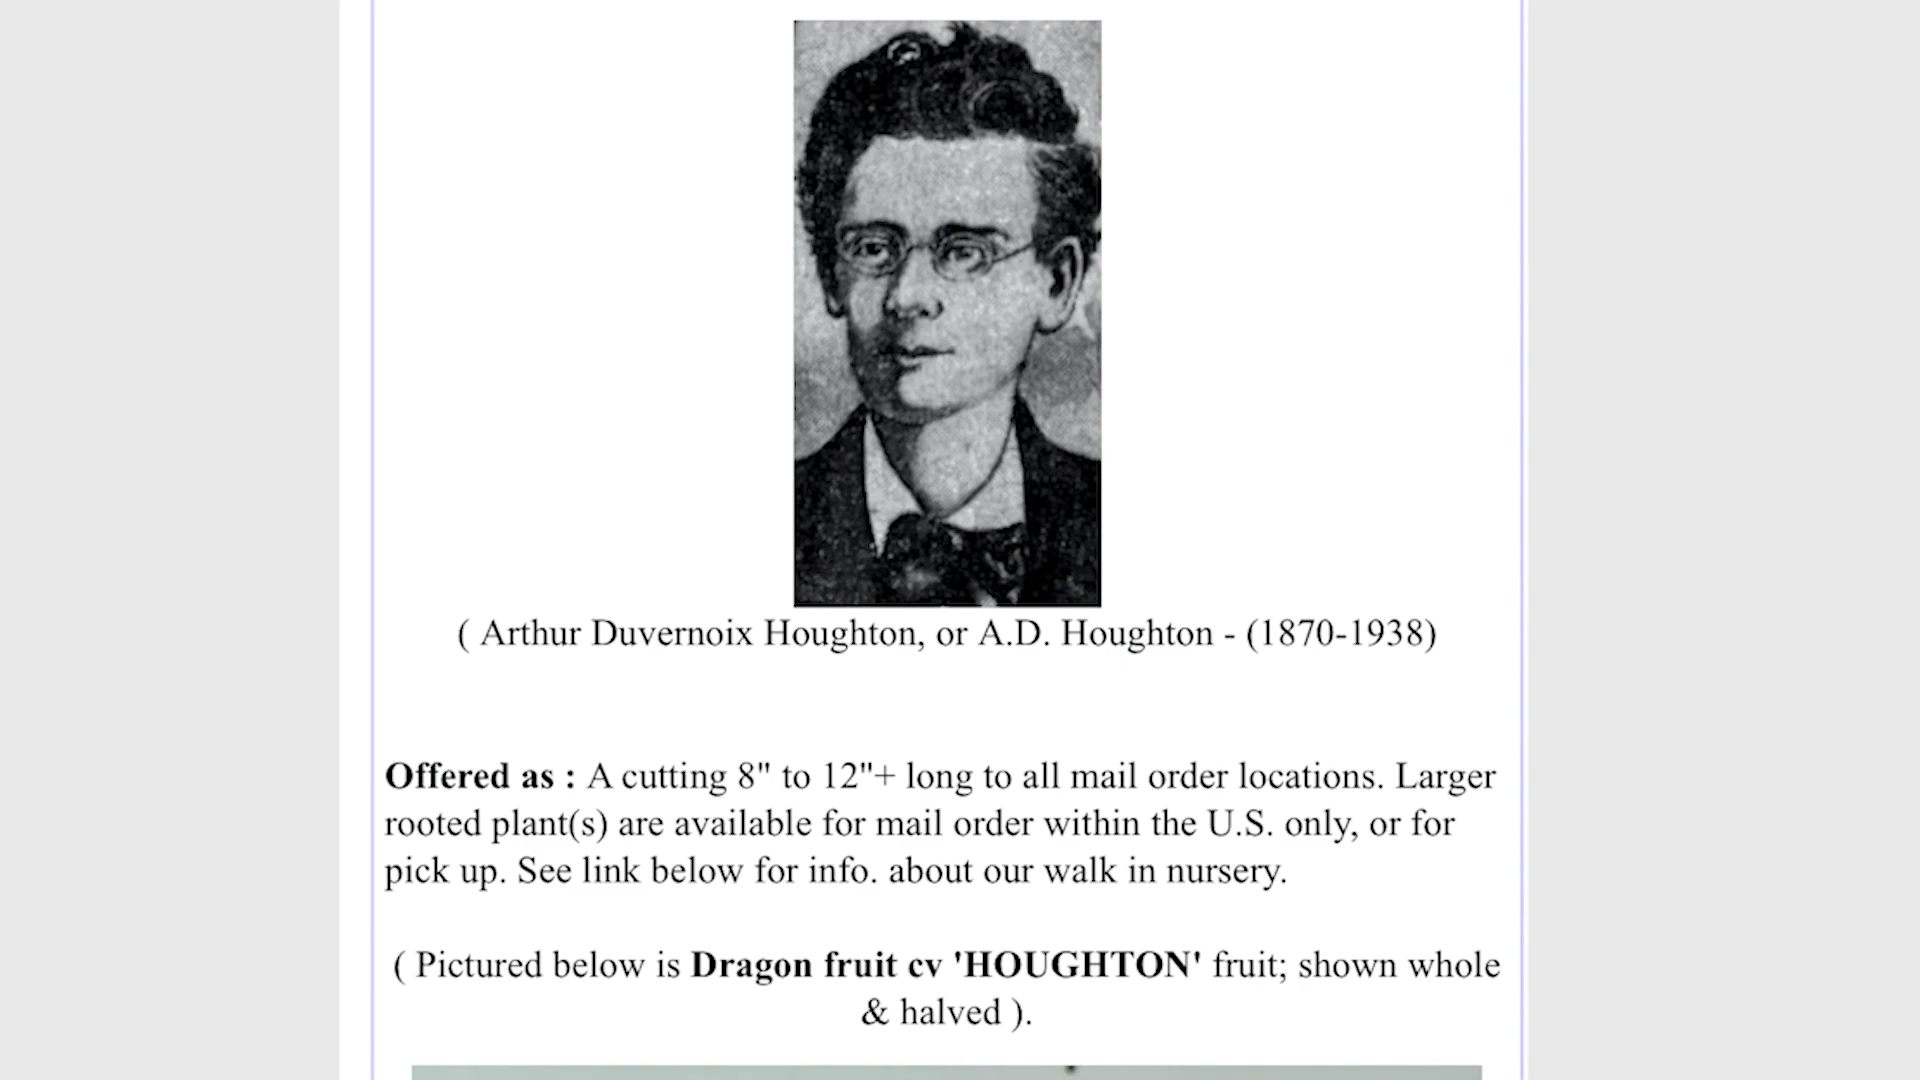 ( Arthur Duvernoix Houghton, or A.D. Houghton - (1870-1938)
Offered as : A cutting 8" to 12"+ long to all mail order locations. Larger
rooted plant(s) are available for mail order within the U.S. only, or for
pick up. See link below for info. about our walk in nursery.
( Pictured below is Dragon fruit cv 'HOUGHTON' fruit; shown whole
& halved ).